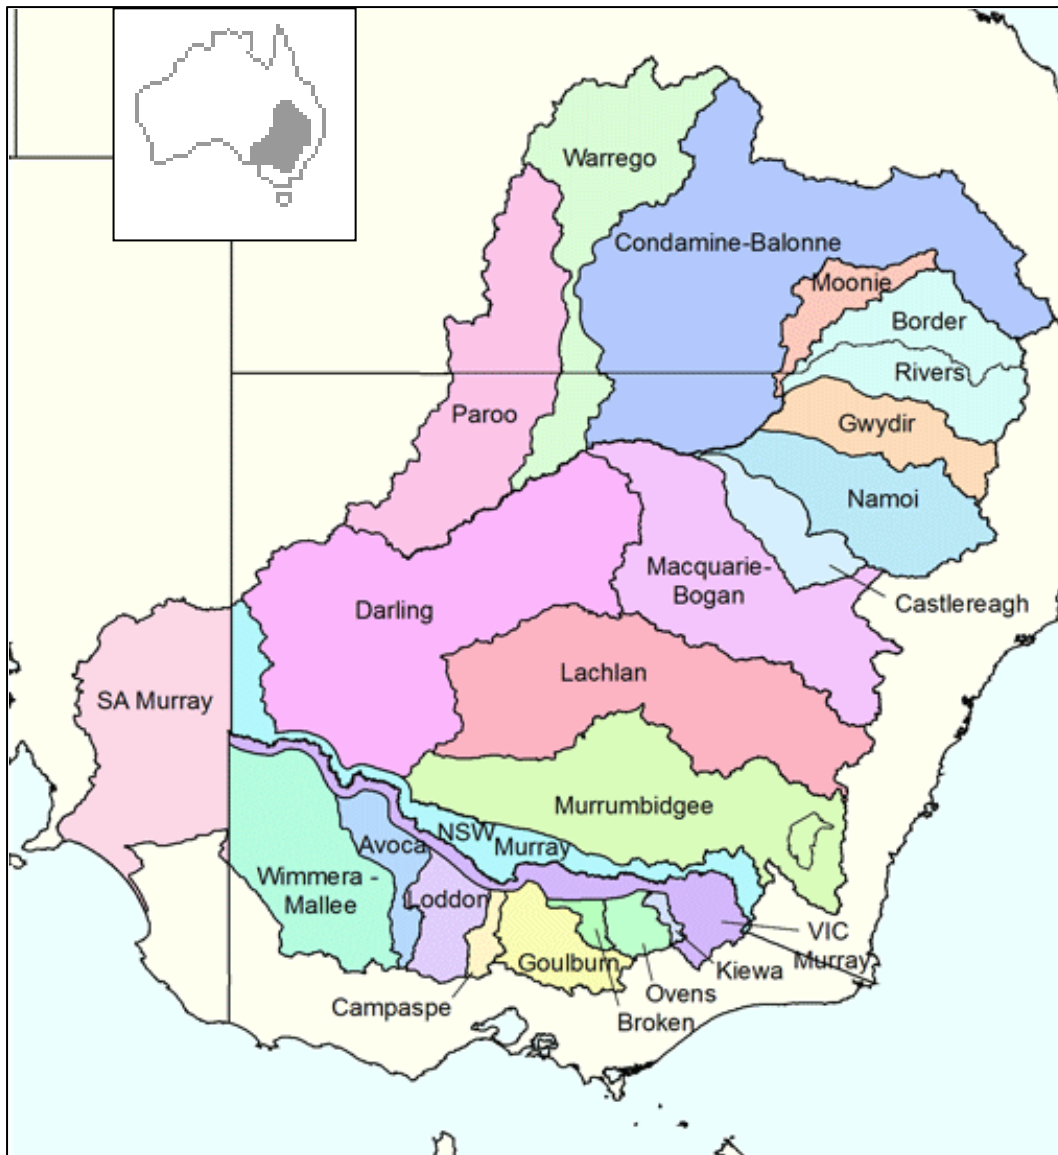 Warrego
Condamine-Balonne
Moonie
Border
Rivers
Paroo
Gwydir
Namoi
Macquarie-
Bogan
Castlereagh
Darling
Lachlan
SA Murray
Murrumbidgee
NSW
Murray
Avoca
Wimmera -
Mallee
Loddon
VIC
Murray
Goulburn
Kiewa
Campaspe
Ovens
Broken